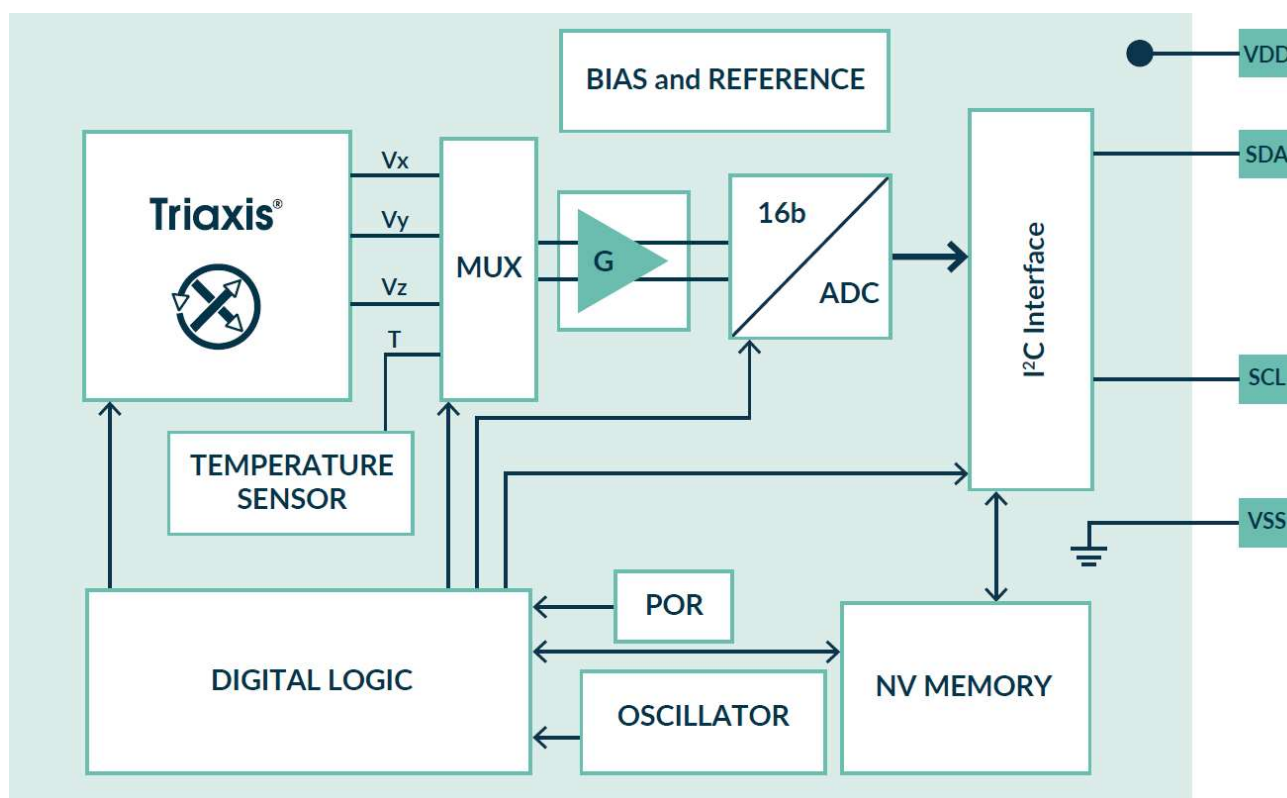 BIAS and REFERENCE
VDD
SDA
Triaxis®
Vx
Vy
Vz
T
MUX
G
16b
ADC
I²C Interface
SCL
TEMPERATURE
SENSOR
VSS
POR
DIGITAL LOGIC
OSCILLATOR
NV MEMORY